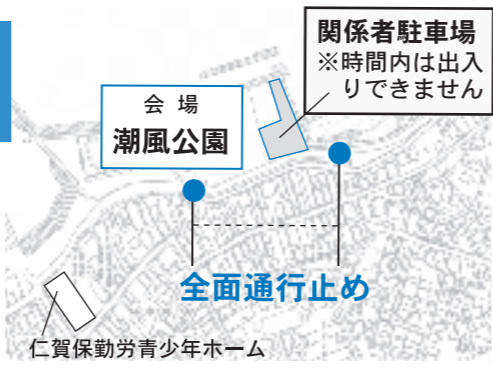 関係者駐車場
※時間内は出入
りできません
会場
潮風公園
全面通行止め
仁賀保勤労青少年ホーム